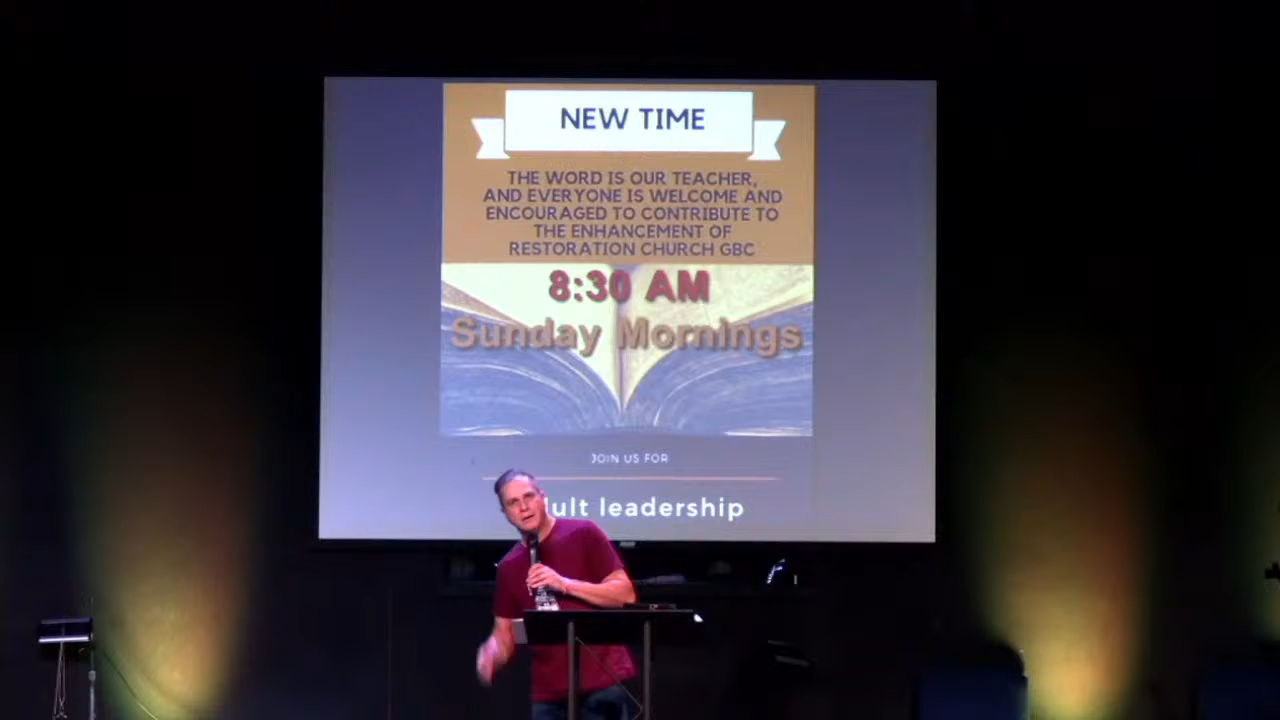 NEW TIME
THE WORD IS OUR TEACHER,
AND EVERYONE IS WELCOME AND
ENCOURAGED TO CONTRIBUTE TO
THE ENHANCEMENT OF
RESTORATION CHURCH GBC
8:30 AM
Sunday Mornings
JOIN US FOR
leadership